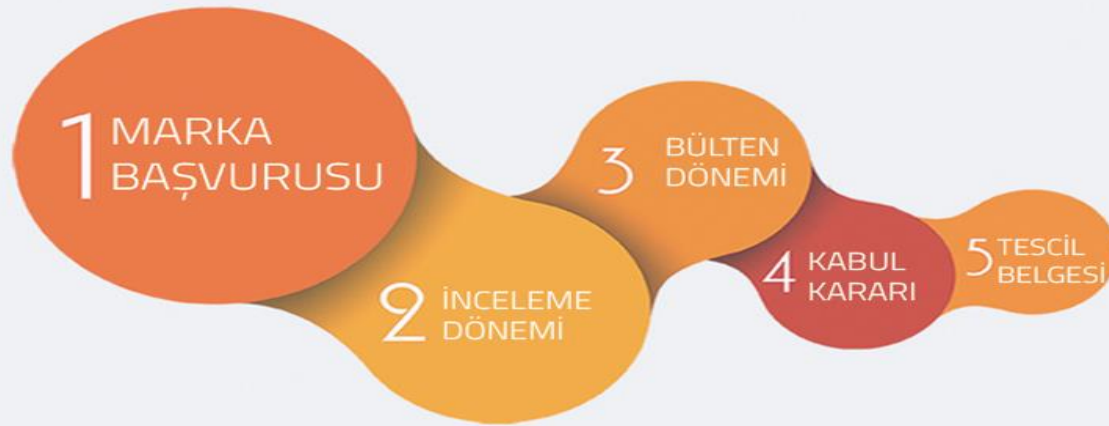 1 MARKA
BAŞVURUSU
2 İNCELEME
DÖNEMİ
3 BÜLTEN
DÖNEMİ
4 KABUL
KARARI
5 TESCİL
BELGESİ